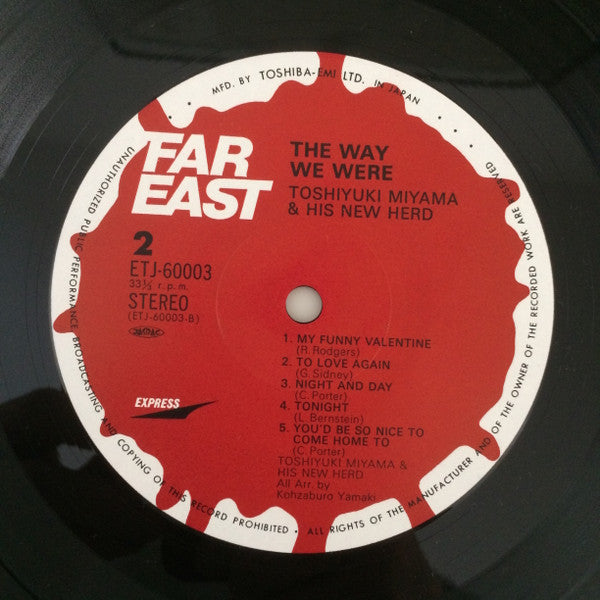 MFD. BY TOSHIBA-EMI LTD. IN JAPAN
FAR
EAST
THE WAY
WE WERE
TOSHIYUKI MIYAMA
& HIS NEW HERD
2
ETJ-60003
33⅓ r.p.m.
STEREO
(ETJ-60003-B)
EXPRESS
1. MY FUNNY VALENTINE
(R. Rodgers)
2. TO LOVE AGAIN
(G. Sidney)
3. NIGHT AND DAY
(C. Porter)
4. TONIGHT
(L. Bernstein)
5. YOU'D BE SO NICE TO
COME HOME TO
(C. Porter)
TOSHIYUKI MIYAMA &
HIS NEW HERD
All Arr. by
Kohzaburo Yamaki
UNAUTHORIZED PUBLIC PERFORMANCE BROADCASTING AND COPYING OF THIS RECORD PROHIBITED • ALL RIGHTS OF THE MANUFACTURER AND OF THE OWNER OF THE RECORDED WORK ARE RESERVED